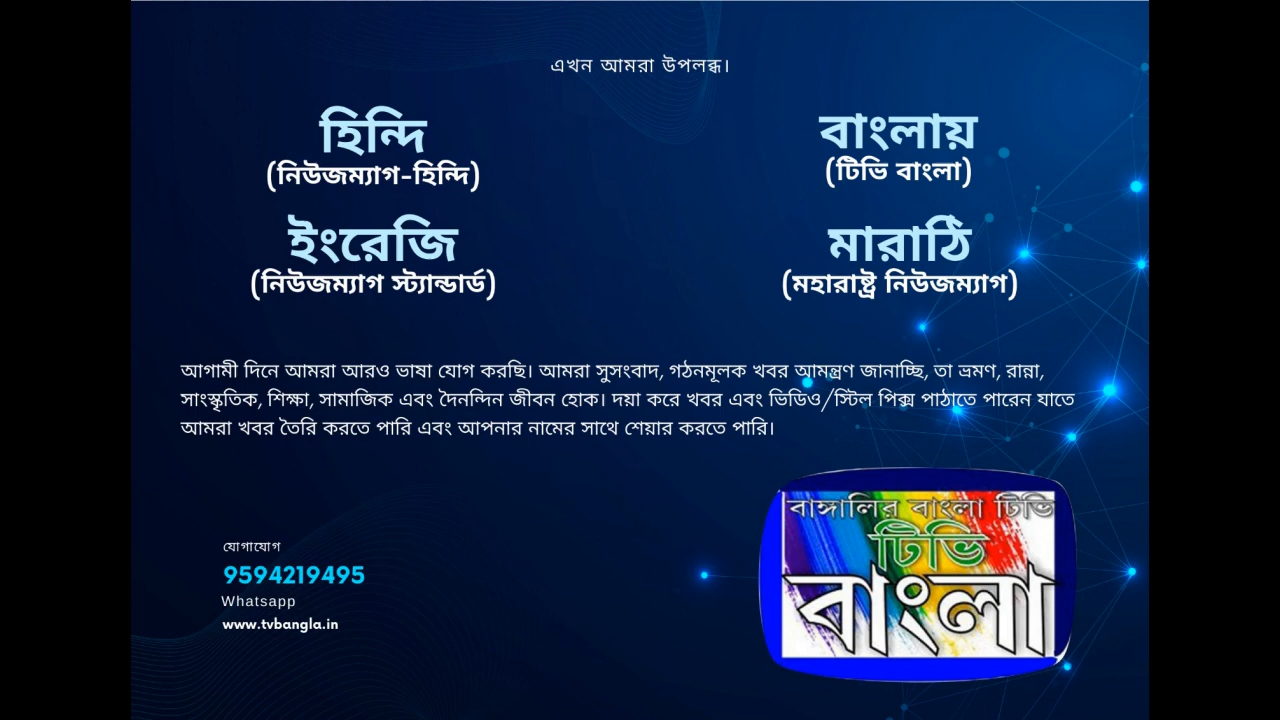 এখন আমরা উপলব্ধ।
হিন্দি
(নিউজম্যাগ-হিন্দি)
বাংলায়
(টিভি বাংলা)
ইংরেজি
(নিউজম্যাগ স্ট্যান্ডার্ড)
মারাঠি
(মহারাষ্ট্র নিউজম্যাগ)
আগামী দিনে আমরা আরও ভাষা যোগ করছি। আমরা সুসংবাদ, গঠনমূলক খবর আমন্ত্রণ জানাচ্ছি, তা ভ্রমণ, রান্না,
সাংস্কৃতিক, শিক্ষা, সামাজিক এবং দৈনন্দিন জীবন হোক। দয়া করে খবর এবং ভিডিও/স্টিল পিক্স পাঠাতে পারেন যাতে
আমরা খবর তৈরি করতে পারি এবং আপনার নামের সাথে শেয়ার করতে পারি।
যোগাযোগ
9594219495
Whatsapp
www.tvbangla.in
বাঙ্গালির বাংলা টিভি
টিভি
বাংলা